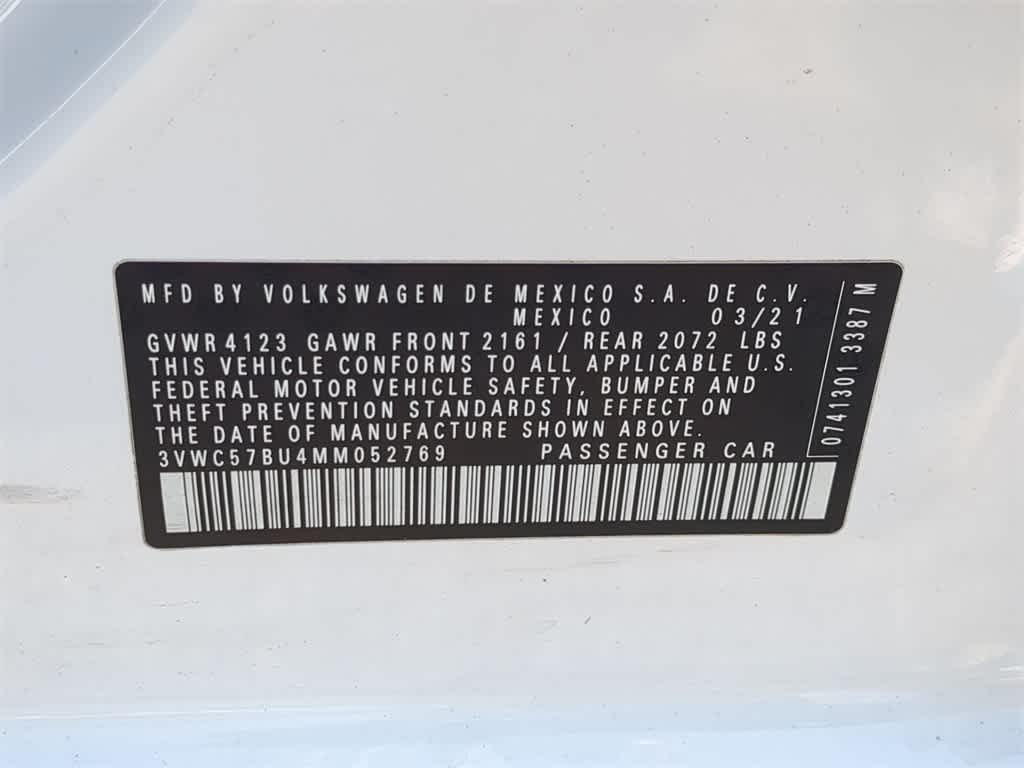 MFD BY VOLKSWAGEN DE MEXICO S.A. DE C.V.
MEXICO 03/21
GVWR 4123 GAWR FRONT 2161 / REAR 2072 LBS
THIS VEHICLE CONFORMS TO ALL APPLICABLE U.S.
FEDERAL MOTOR VEHICLE SAFETY, BUMPER AND
THEFT PREVENTION STANDARDS IN EFFECT ON
THE DATE OF MANUFACTURE SHOWN ABOVE.
3VWC57BU4MM052769 PASSENGER CAR
0741301 3387 M